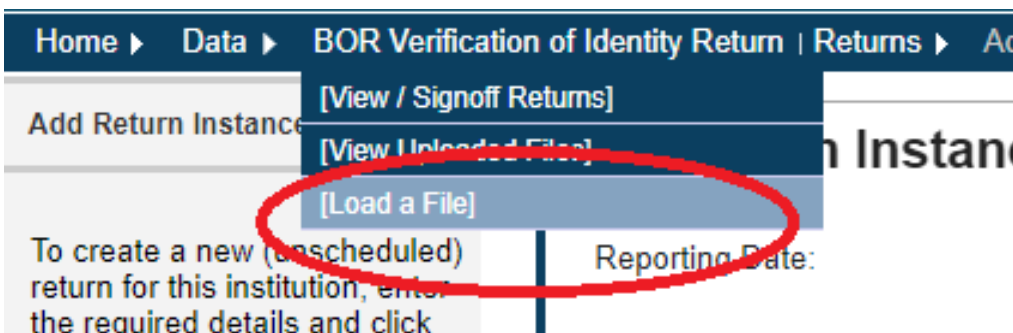 Home Data BOR Verification of Identity Return | Returns
[View / Signoff Returns]
Add Return Instance
[View Uploaded Files]
[Load a File]
To create a new (unscheduled)
return for this institution, enter
the required details and click
Reporting Date: